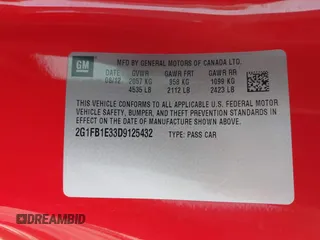 GM
MFD BY GENERAL MOTORS OF CANADA LTD.
DATE GVWR GAWR FRT GAWR RR
09/12 2057 KG 958 KG 1099 KG
4535 LB 2112 LB 2423 LB
THIS VEHICLE CONFORMS TO ALL APPLICABLE U.S. FEDERAL MOTOR
VEHICLE SAFETY, BUMPER, AND THEFT PREVENTION STANDARDS IN
EFFECT ON THE DATE OF MANUFACTURE SHOWN ABOVE.
2G1FB1E33D9125432 TYPE: PASS CAR
DREAMBID